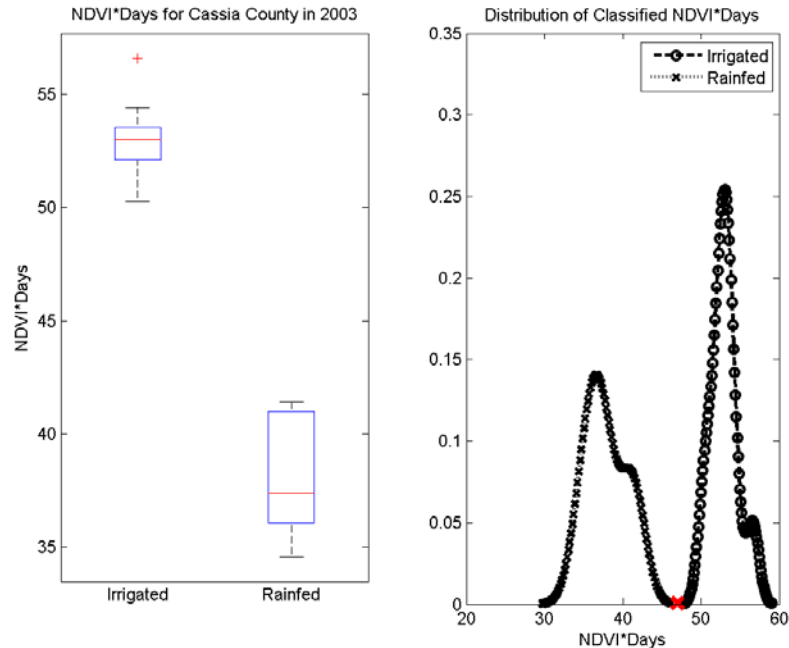 NDVI*Days for Cassia County in 2003
NDVI*Days
55
50
45
40
35
Irrigated Rainfed
Distribution of Classified NDVI*Days
Irrigated
Rainfed
0.35
0.3
0.25
0.2
0.15
0.1
0.05
0
20 30 40 50 60
NDVI*Days